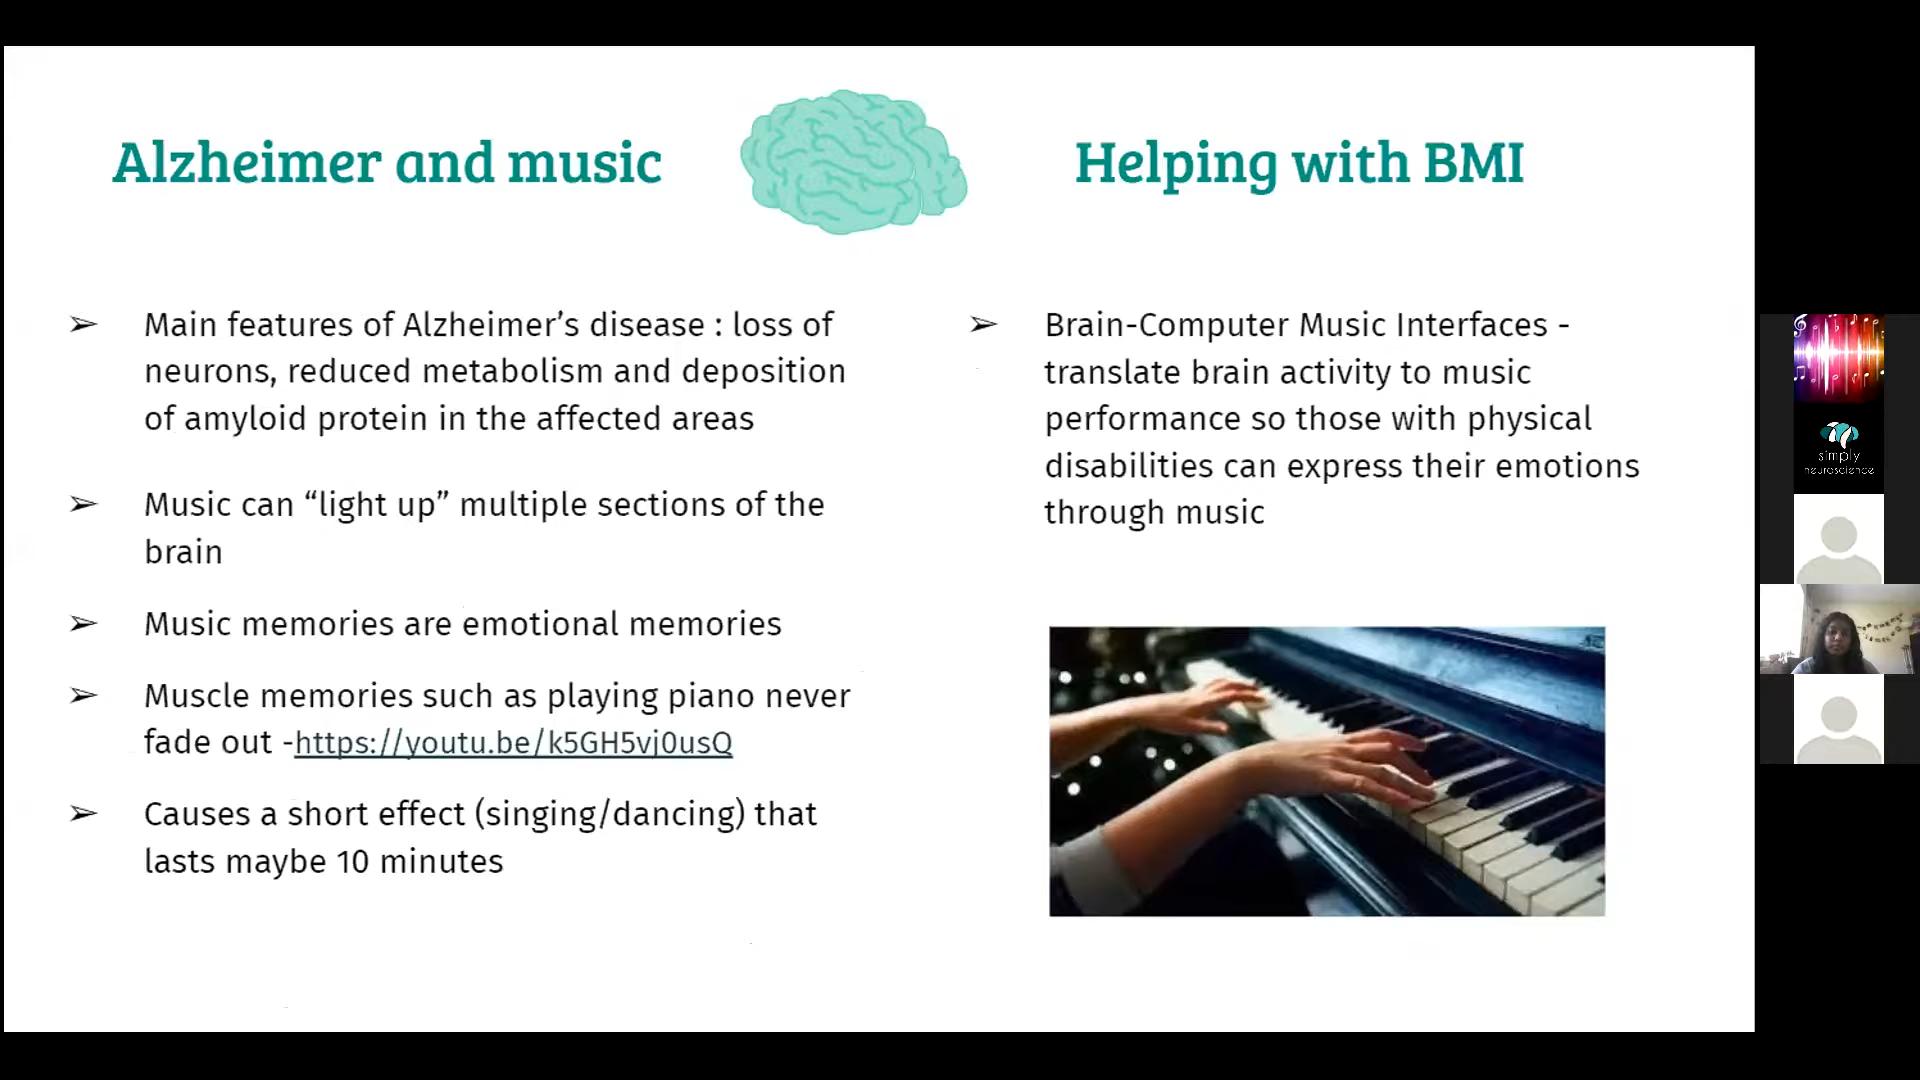 Alzheimer and music
Main features of Alzheimer’s disease : loss of
neurons, reduced metabolism and deposition
of amyloid protein in the affected areas
Music can “light up” multiple sections of the
brain
Music memories are emotional memories
Muscle memories such as playing piano never
fade out -https://youtu.be/k5GH5vj0usQ
Causes a short effect (singing/dancing) that
lasts maybe 10 minutes
Helping with BMI
Brain-Computer Music Interfaces -
translate brain activity to music
performance so those with physical
disabilities can express their emotions
through music
simply
neuroscience